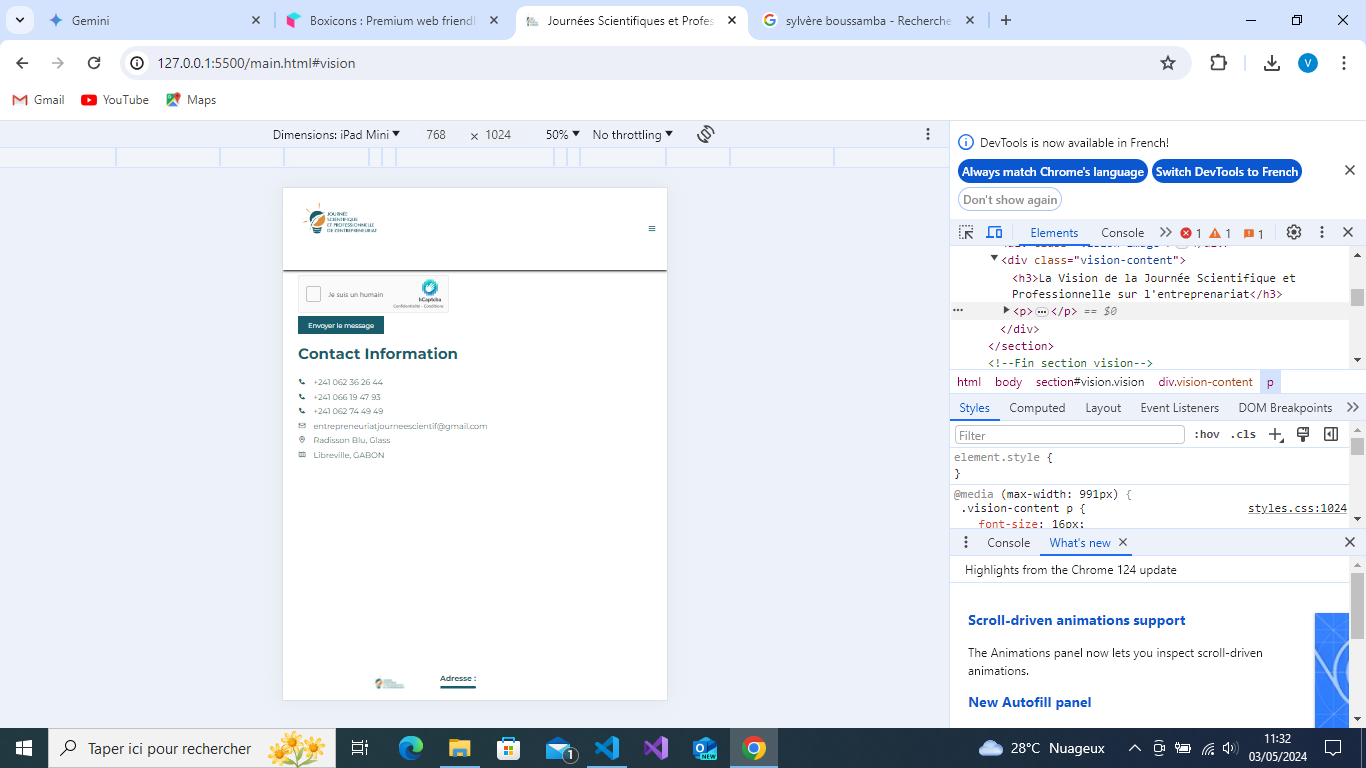 Gemini
Boxicons : Premium web friendl
Journées Scientifiques et Profes
sylvère boussamba - Recherche
127.0.0.1:5500/main.html#vision
V
Gmail
YouTube
Maps
Dimensions: iPad Mini 768 × 1024 50% No throttling
JOURNÉE
SCIENTIFIQUE
ET PROFESSIONNELLE
DE L'ENTREPRENEURIAT
Je suis un humain
hCaptcha
Confidentialité - Conditions
Envoyer le message
Contact Information
+241 062 36 26 44
+241 066 19 47 93
+241 062 74 49 49
entrepreneuriatjourneescientif@gmail.com
Radisson Blu, Glass
Libreville, GABON
Adresse :
DevTools is now available in French!
Always match Chrome's language
Switch DevTools to French
Don't show again
Elements Console 1 1 1
<div class="vision-content">
<h3>La Vision de la Journée Scientifique et
Professionnelle sur l'entreprenariat</h3>
<p> ⋯ </p> == $0
</div>
</section>
<!--Fin section vision-->
html body section#vision.vision div.vision-content p
Styles Computed Layout Event Listeners DOM Breakpoints
Filter :hov .cls
element.style {
}
@media (max-width: 991px) {
.vision-content p { styles.css:1024
font-size: 16px;
Console What's new
Highlights from the Chrome 124 update
Scroll-driven animations support
The Animations panel now lets you inspect scroll-driven
animations.
New Autofill panel
Taper ici pour rechercher
1
NEW
28°C Nuageux
11:32
03/05/2024